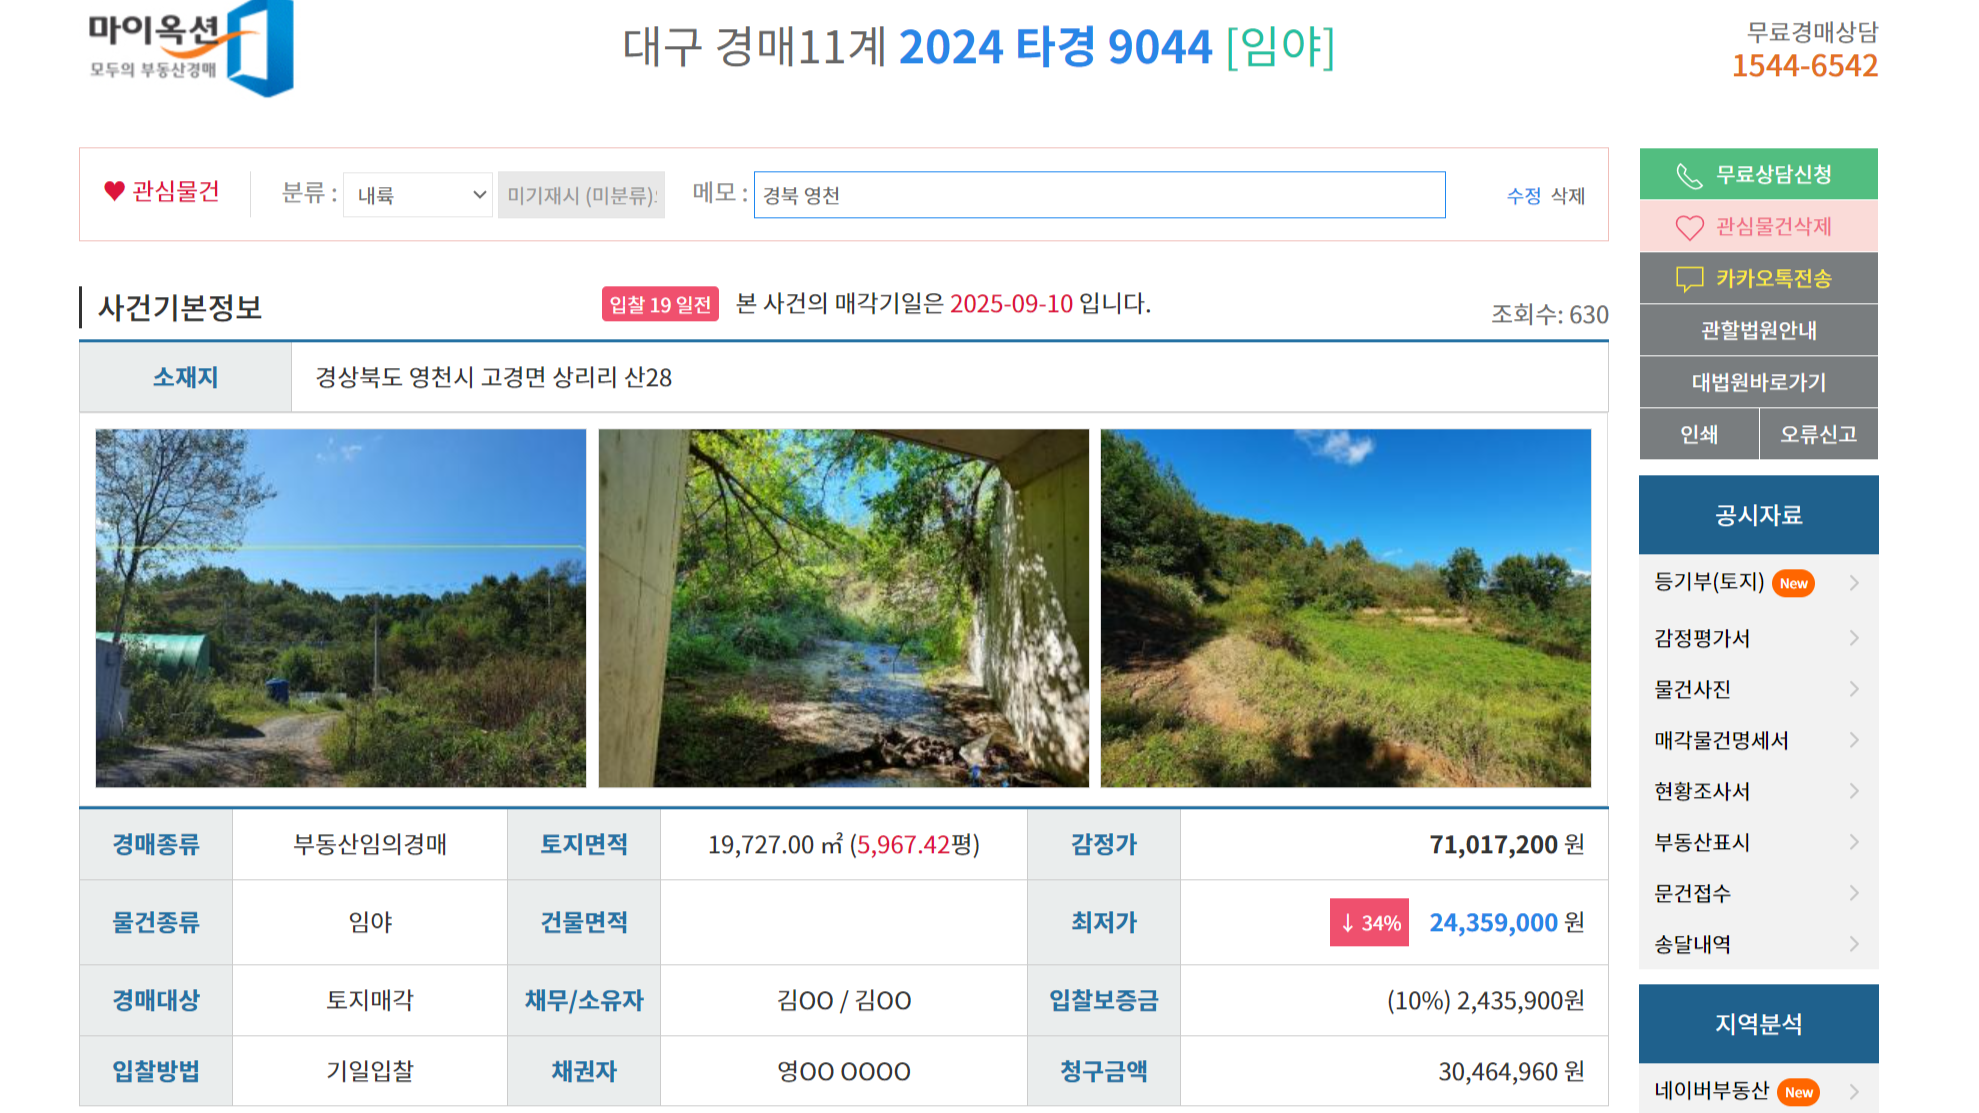 마이옥션
모두의 부동산경매
대구 경매11계 2024 타경 9044 [임야]
무료경매상담
1544-6542
관심물건
분류 : 내륙 미기재시 (미분류)
메모 : 경북 영천
수정 삭제
사건기본정보
입찰 19 일전 본 사건의 매각기일은 2025-09-10 입니다.
조회수: 630
소재지 경상북도 영천시 고경면 상리리 산28
경매종류 부동산임의경매 토지면적 19,727.00 ㎡ (5,967.42평) 감정가 71,017,200 원
물건종류 임야 건물면적 최저가 ↓ 34% 24,359,000 원
경매대상 토지매각 채무/소유자 김OO / 김OO 입찰보증금 (10%) 2,435,900원
입찰방법 기일입찰 채권자 영OO OOOO 청구금액 30,464,960 원
무료상담신청
관심물건삭제
카카오톡전송
관할법원안내
대법원바로가기
인쇄 오류신고
공시자료
등기부(토지) New
감정평가서
물건사진
매각물건명세서
현황조사서
부동산표시
문건접수
송달내역
지역분석
네이버부동산 New